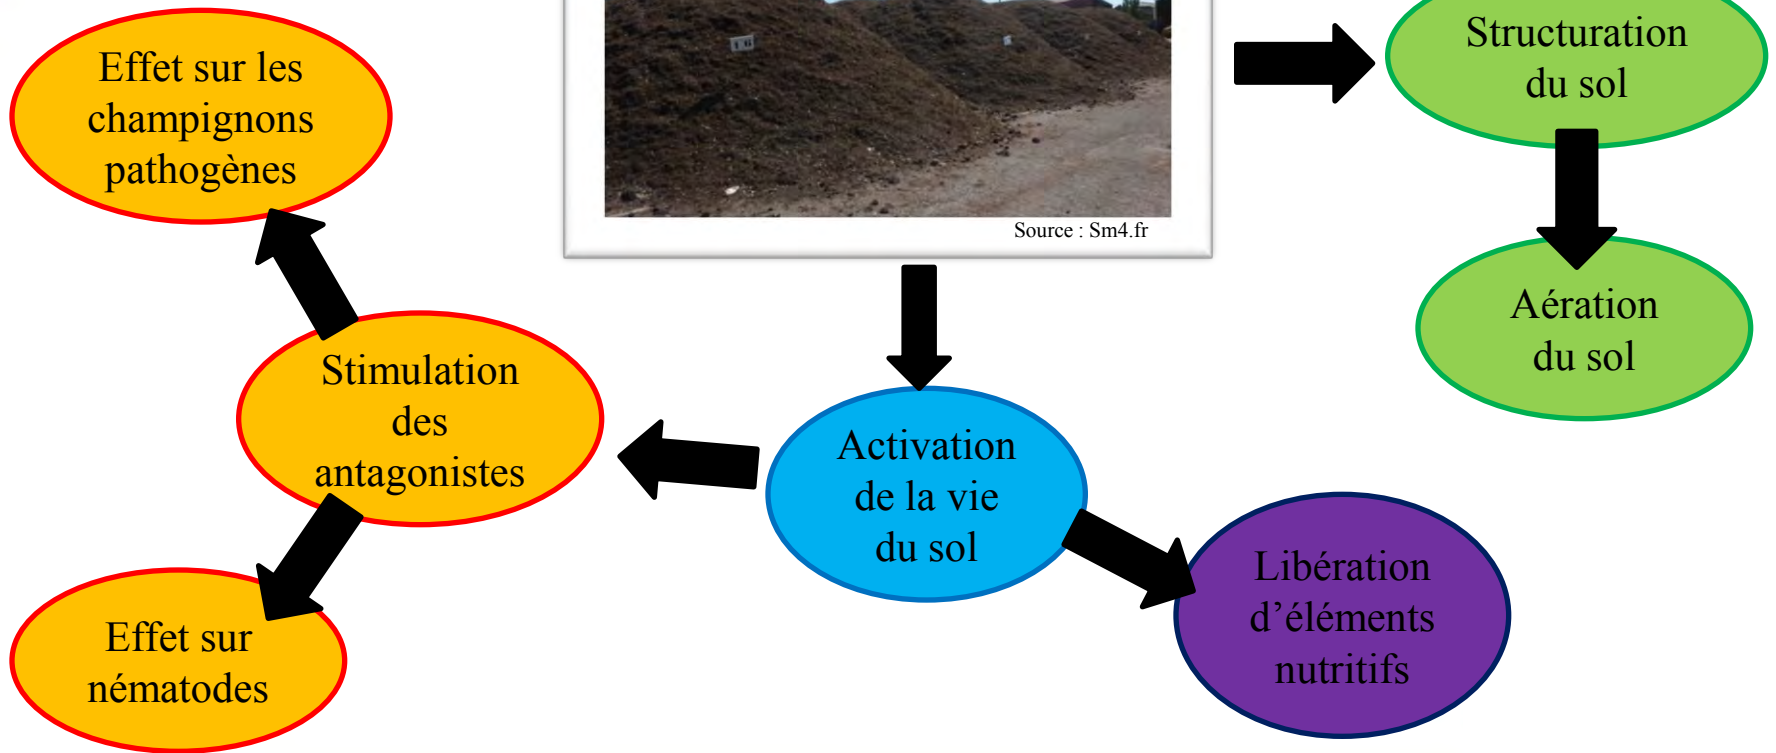 Effet sur les
champignons
pathogènes
Source : Sm4.fr
Structuration
du sol
Aération
du sol
Stimulation
des
antagonistes
Activation
de la vie
du sol
Effet sur
nématodes
Libération
d’éléments
nutritifs